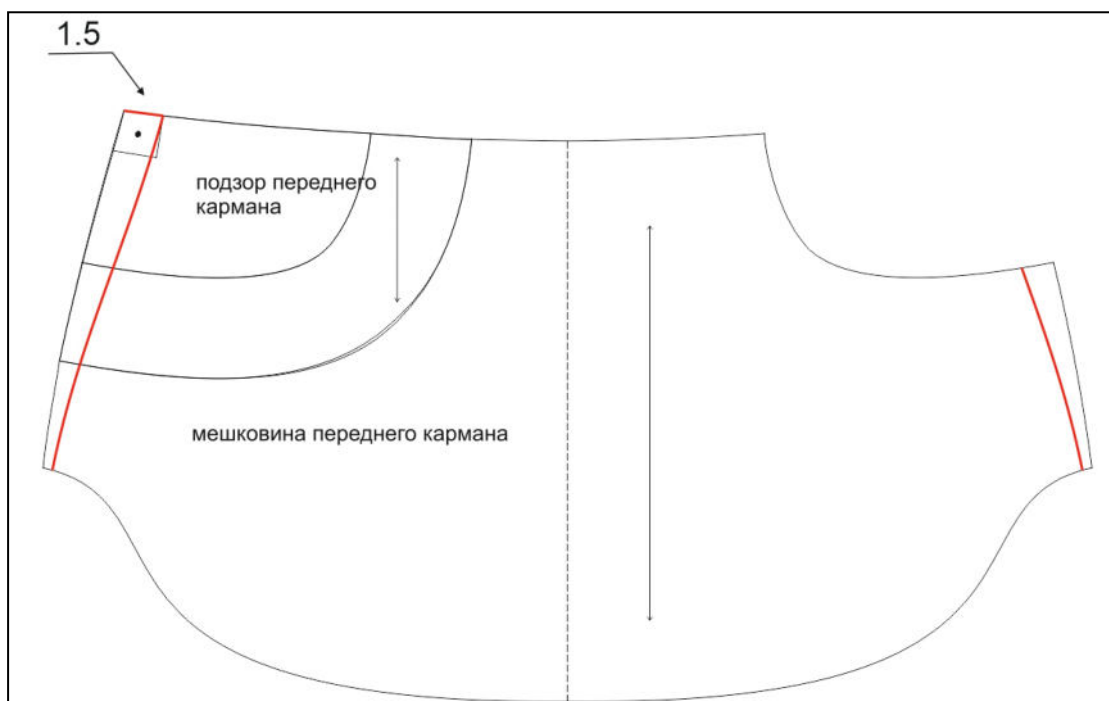 1.5
подзор переднего
кармана
мешковина переднего кармана